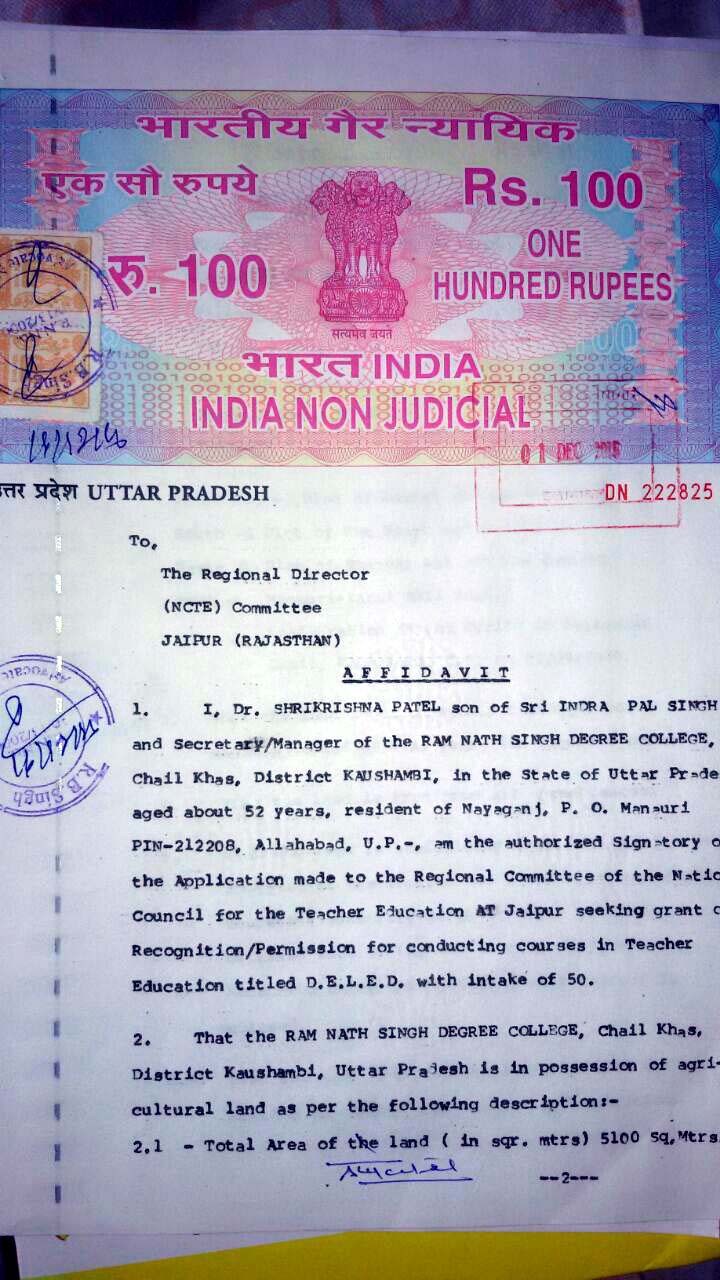 भारतीय गैर न्यायिक
एक सौ रुपये
Rs. 100
रु. 100
ONE
HUNDRED RUPEES
सत्यमेव जयते
भारत INDIA
INDIA NON JUDICIAL
Advocate
R.B.Singh
01 DEC
त्तर प्रदेश UTTAR PRADESH
DN 222825
To,
The Regional Director
(NCTE) Committee
JAIPUR (RAJASTHAN)
AFFIDAVIT
1. I, Dr. SHRIKRISHNA PATEL son of Sri INDRA PAL SINGH
and Secretary/Manager of the RAM NATH SINGH DEGREE COLLEGE,
Chail Khas, District KAUSHAMBI, in the State of Uttar Prade
aged about 52 years, resident of Nayaganj, P. O. Manauri
PIN-212208, Allahabad, U.P.-, am the authorized Signatory o
the Application made to the Regional Committee of the Natio
Council for the Teacher Education AT Jaipur seeking grant o
Recognition/Permission for conducting courses in Teacher
Education titled D.E.L.E.D. with intake of 50.
2. That the RAM NATH SINGH DEGREE COLLEGE, Chail Khas,
District Kaushambi, Uttar Pradesh is in possession of agri-
cultural land as per the following description:-
2.1 - Total Area of the land ( in sqr. mtrs) 5100 Sq,Mtrs
--2---
Advocate
R.B Singh